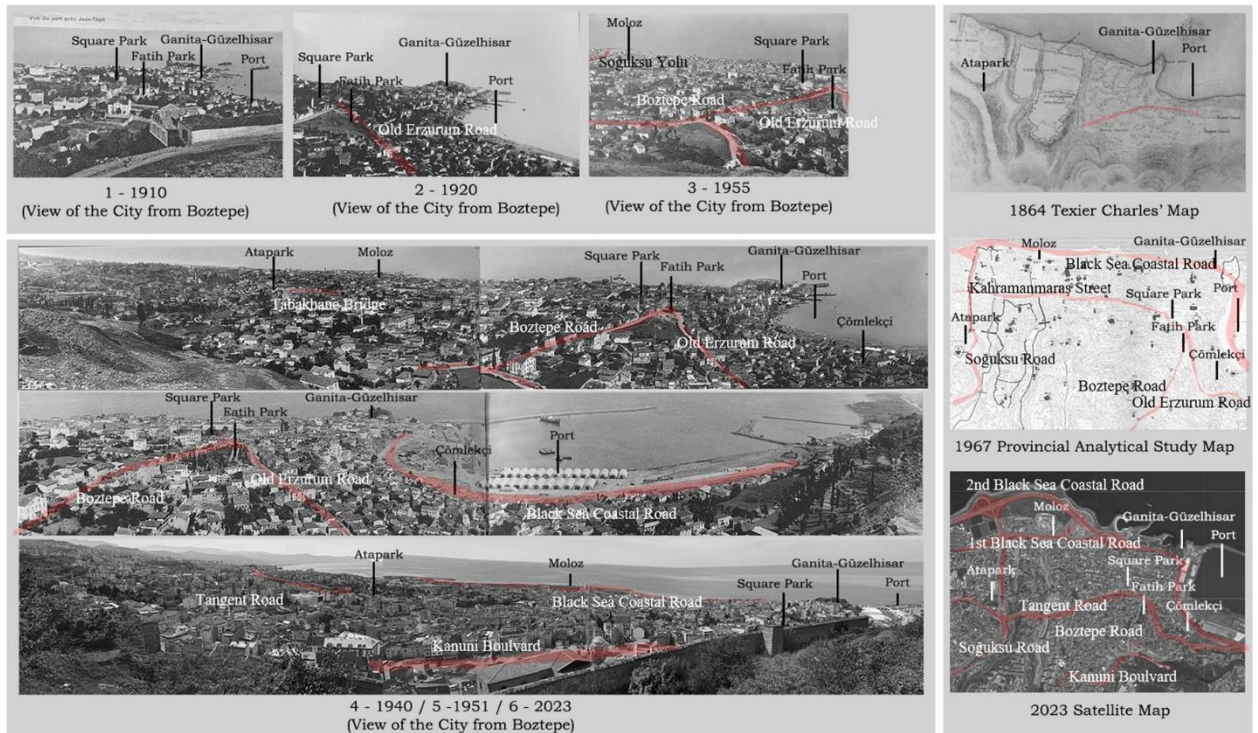 Vue du port près Boz-Tépé
Square Park
Fatih Park
Ganita-Güzelhisar
Port
1 - 1910
(View of the City from Boztepe)
Square Park
Fatih Park
Ganita-Güzelhisar
Port
Old Erzurum Road
2 - 1920
(View of the City from Boztepe)
Moloz
Soğuksu Yolu
Square Park
Fatih Park
Boztepe Road
Old Erzurum Road
3 - 1955
(View of the City from Boztepe)
Atapark
Moloz
Tabakhane Bridge
Square Park
Fatih Park
Ganita-Güzelhisar
Port
Boztepe Road
Old Erzurum Road
Çömlekçi
Square Park
Fatih Park
Ganita-Güzelhisar
Çömlekçi
Port
Old Erzurum Road
Boztepe Road
Black Sea Coastal Road
Atapark
Moloz
Square Park
Ganita-Güzelhisar
Port
Tangent Road
Black Sea Coastal Road
Kanuni Boulvard
4 - 1940 / 5 -1951 / 6 - 2023
(View of the City from Boztepe)
Atapark
Ganita-Güzelhisar
Port
1864 Texier Charles' Map
Moloz
Ganita-Güzelhisar
Black Sea Coastal Road
Kahramanmaraş Street
Square Park
Port
Atapark
Fatih Park
Soğuksu Road
Çömlekçi
Boztepe Road
Old Erzurum Road
1967 Provincial Analytical Study Map
2nd Black Sea Coastal Road
Moloz
Ganita-Güzelhisar
1st Black Sea Coastal Road
Port
Square Park
Atapark
Fatih Park
Tangent Road
Çömlekçi
Boztepe Road
Soğuksu Road
Kanuni Boulvard
2023 Satellite Map